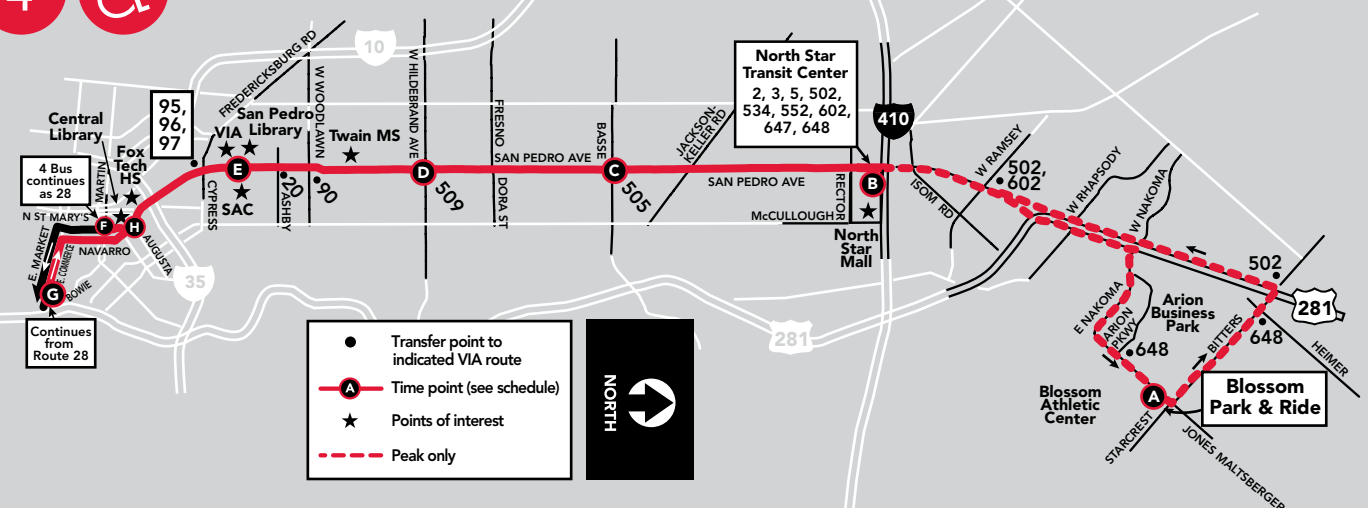 4
10
FREDERICKSBURG RD
W WOODLAWN
W HILDEBRAND AVE
FRESNO
BASSE
JACKSON-
KELLER RD
North Star
Transit Center
2, 3, 5, 502,
534, 552, 602,
647, 648
410
95,
96,
97
Central
Library
Fox
Tech
HS
VIA
San Pedro
Library
Twain MS
4 Bus
continues
as 28
MARTIN
N ST MARY'S
E. MARKET
E. COMMERCE
NAVARRO
BOWIE
AUGUSTA
F
H
G
Continues
from
Route 28
35
E
SAC
CYPRESS
20
ASHBY
90
D
509
SAN PEDRO AVE
DORA ST
C
505
SAN PEDRO AVE
McCULLOUGH
RECTOR
B
North
Star
Mall
ISOM RD
W RAMSEY
502,
602
W RHAPSODY
W NAKOMA
502
281
281
E NAKOMA
ARION
PKWY
Arion
Business
Park
648
BITTERS
648
HEIMER
Blossom
Athletic
Center
A
Blossom
Park & Ride
STARCREST
JONES MALTSBERGER
Transfer point to
indicated VIA route
A
Time point (see schedule)
Points of interest
Peak only
NORTH